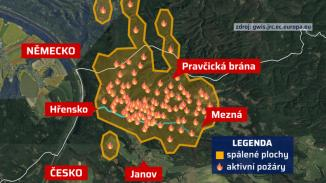 zdroj: gwis.jrc.ec.europa.eu
NĚMECKO
Pravčická brána
Hřensko
Mezná
LEGENDA
spálené plochy
aktivní požáry
ČESKO
Janov